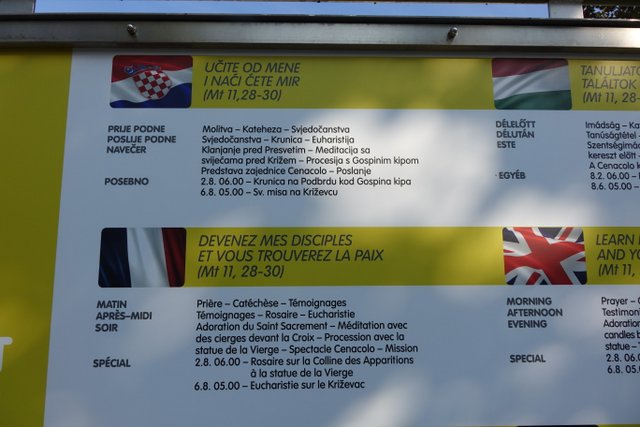 UČITE OD MENE
I NAĆI ĆETE MIR
(Mt 11,28-30)
PRIJE PODNE Molitva – Kateheza – Svjedočanstva
POSLIJE PODNE Svjedočanstva – Krunica – Euharistija
NAVEČER Klanjanje pred Presvetim – Meditacija sa
svijećama pred Križem – Procesija s Gospinim kipom
Predstava zajednice Cenacolo – Poslanje
POSEBNO 2.8. 06.00 – Krunica na Podbrdu kod Gospina kipa
6.8. 05.00 – Sv. misa na Križevcu
TANULJATO
TALÁLTOK
(Mt 11, 28-30
DÉLELŐTT Imádság – Ka
DÉLUTÁN Tanúságtétel
ESTE Szentségimád
kereszt előtt –
A Cenacolo k
EGYÉB 8.2. 06.00 –
8.6. 05.00 –
DEVENEZ MES DISCIPLES
ET VOUS TROUVEREZ LA PAIX
(Mt 11, 28-30)
MATIN Prière – Catéchèse – Témoignages
APRÈS-MIDI Témoignages – Rosaire – Eucharistie
SOIR Adoration du Saint Sacrement – Méditation avec
des cierges devant la Croix – Procession avec la
statue de la Vierge – Spectacle Cenacolo – Mission
SPÉCIAL 2.8. 06.00 – Rosaire sur la Colline des Apparitions
à la statue de la Vierge
6.8. 05.00 – Eucharistie sur le Križevac
LEARN
AND YO
(Mt 11,
MORNING Prayer – C
AFTERNOON Testimoni
EVENING Adoration
candles b
statue – T
SPECIAL 2.8. 06.
6.8. 05.